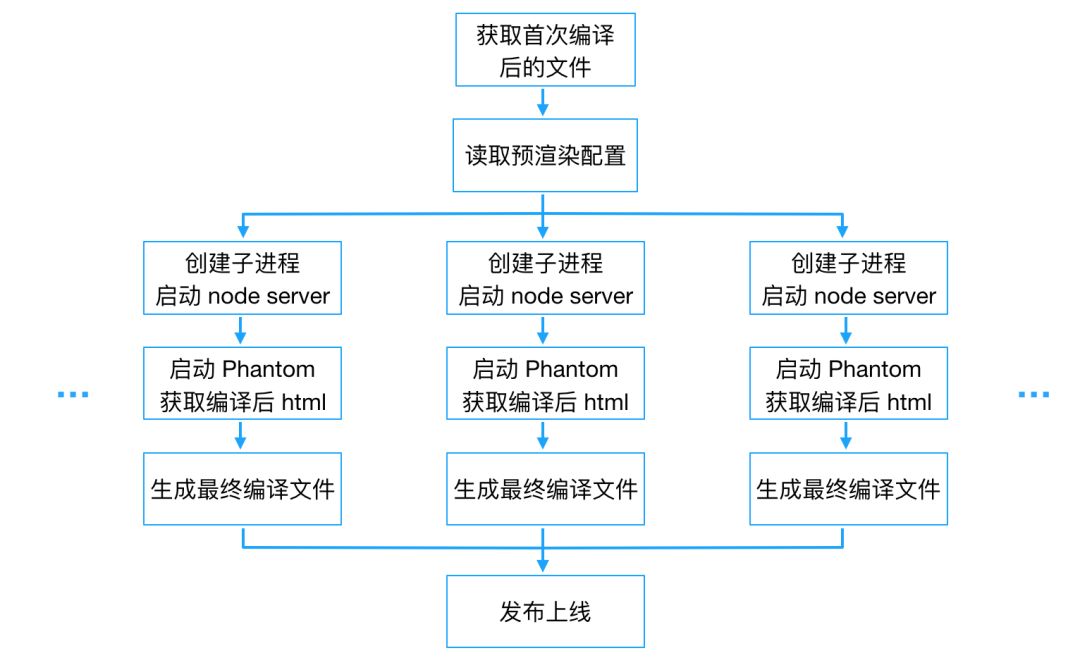 获取首次编译
后的文件
读取预渲染配置
创建子进程
启动 node server
创建子进程
启动 node server
创建子进程
启动 node server
启动 Phantom
获取编译后 html
启动 Phantom
获取编译后 html
启动 Phantom
获取编译后 html
...
...
生成最终编译文件
生成最终编译文件
生成最终编译文件
发布上线